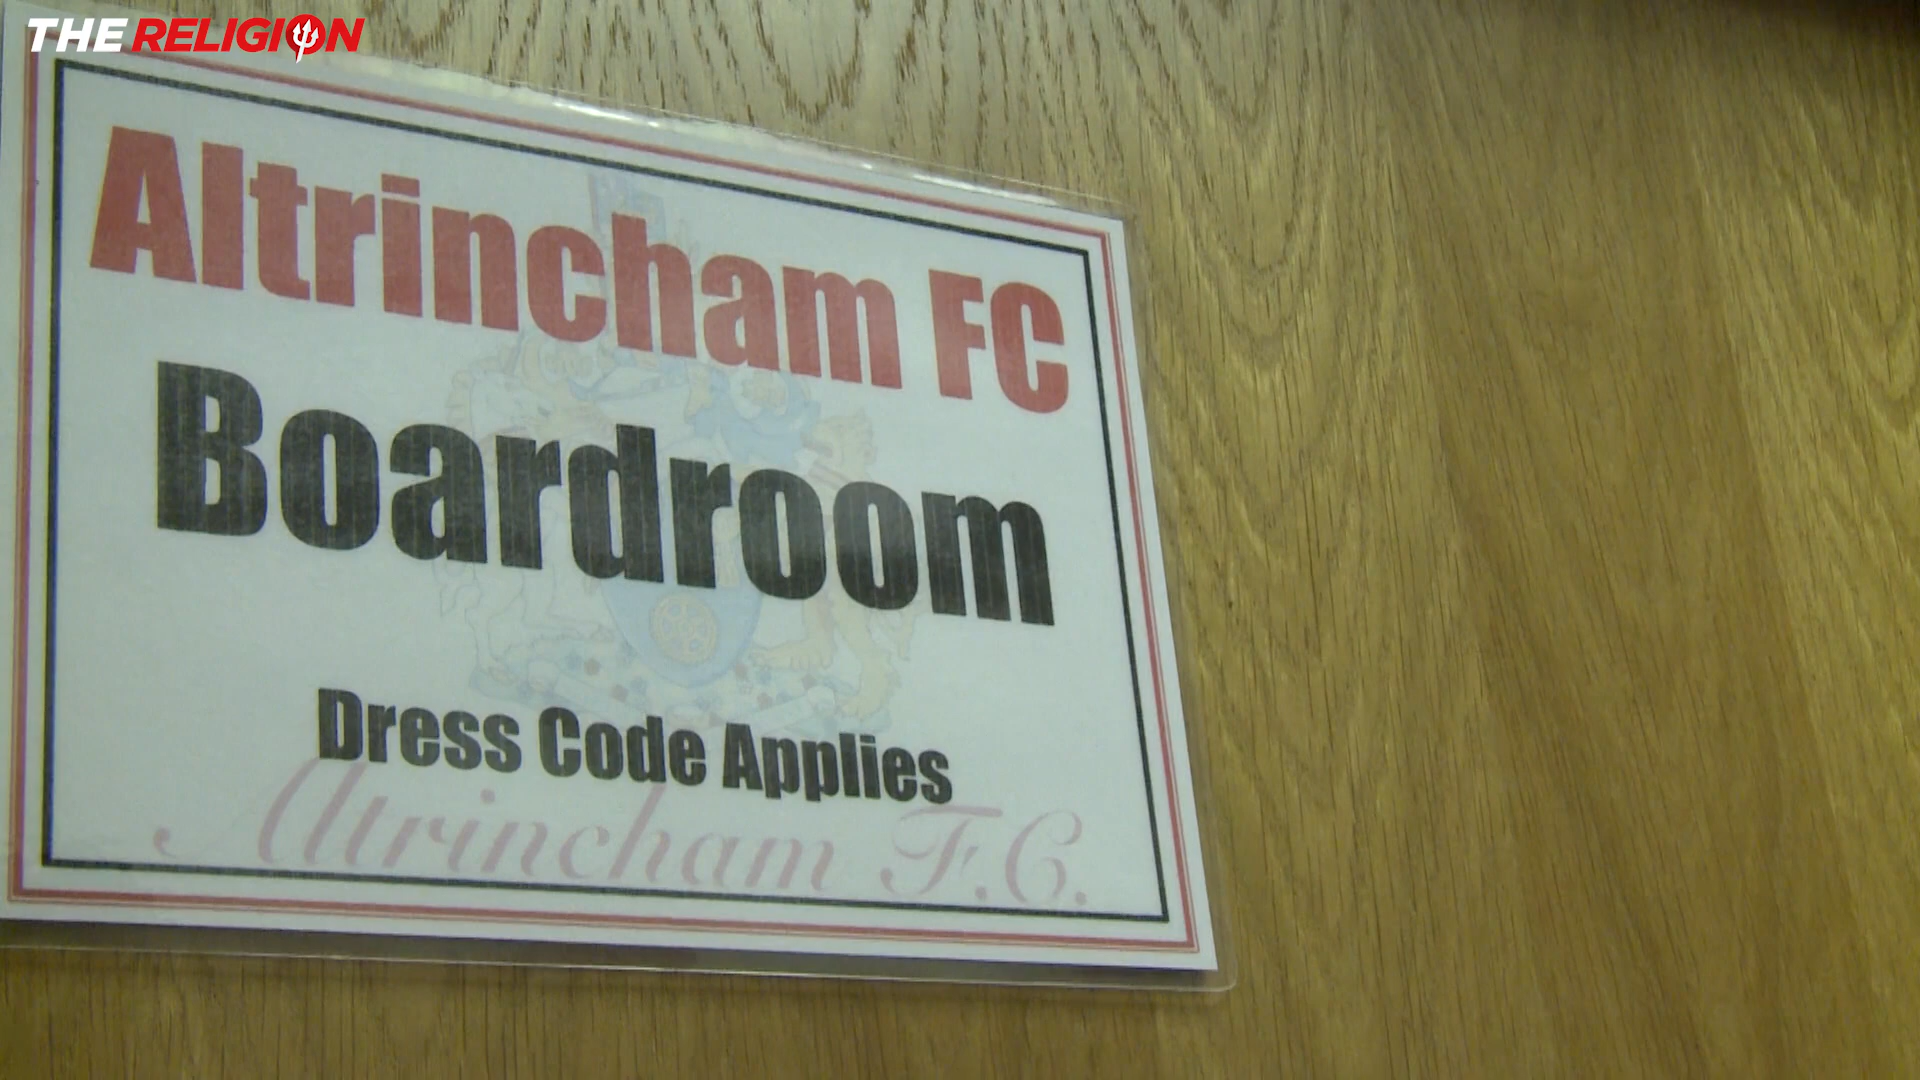 THE RELIGION
Altrincham FC
Boardroom
Dress Code Applies
Altrincham F.C.